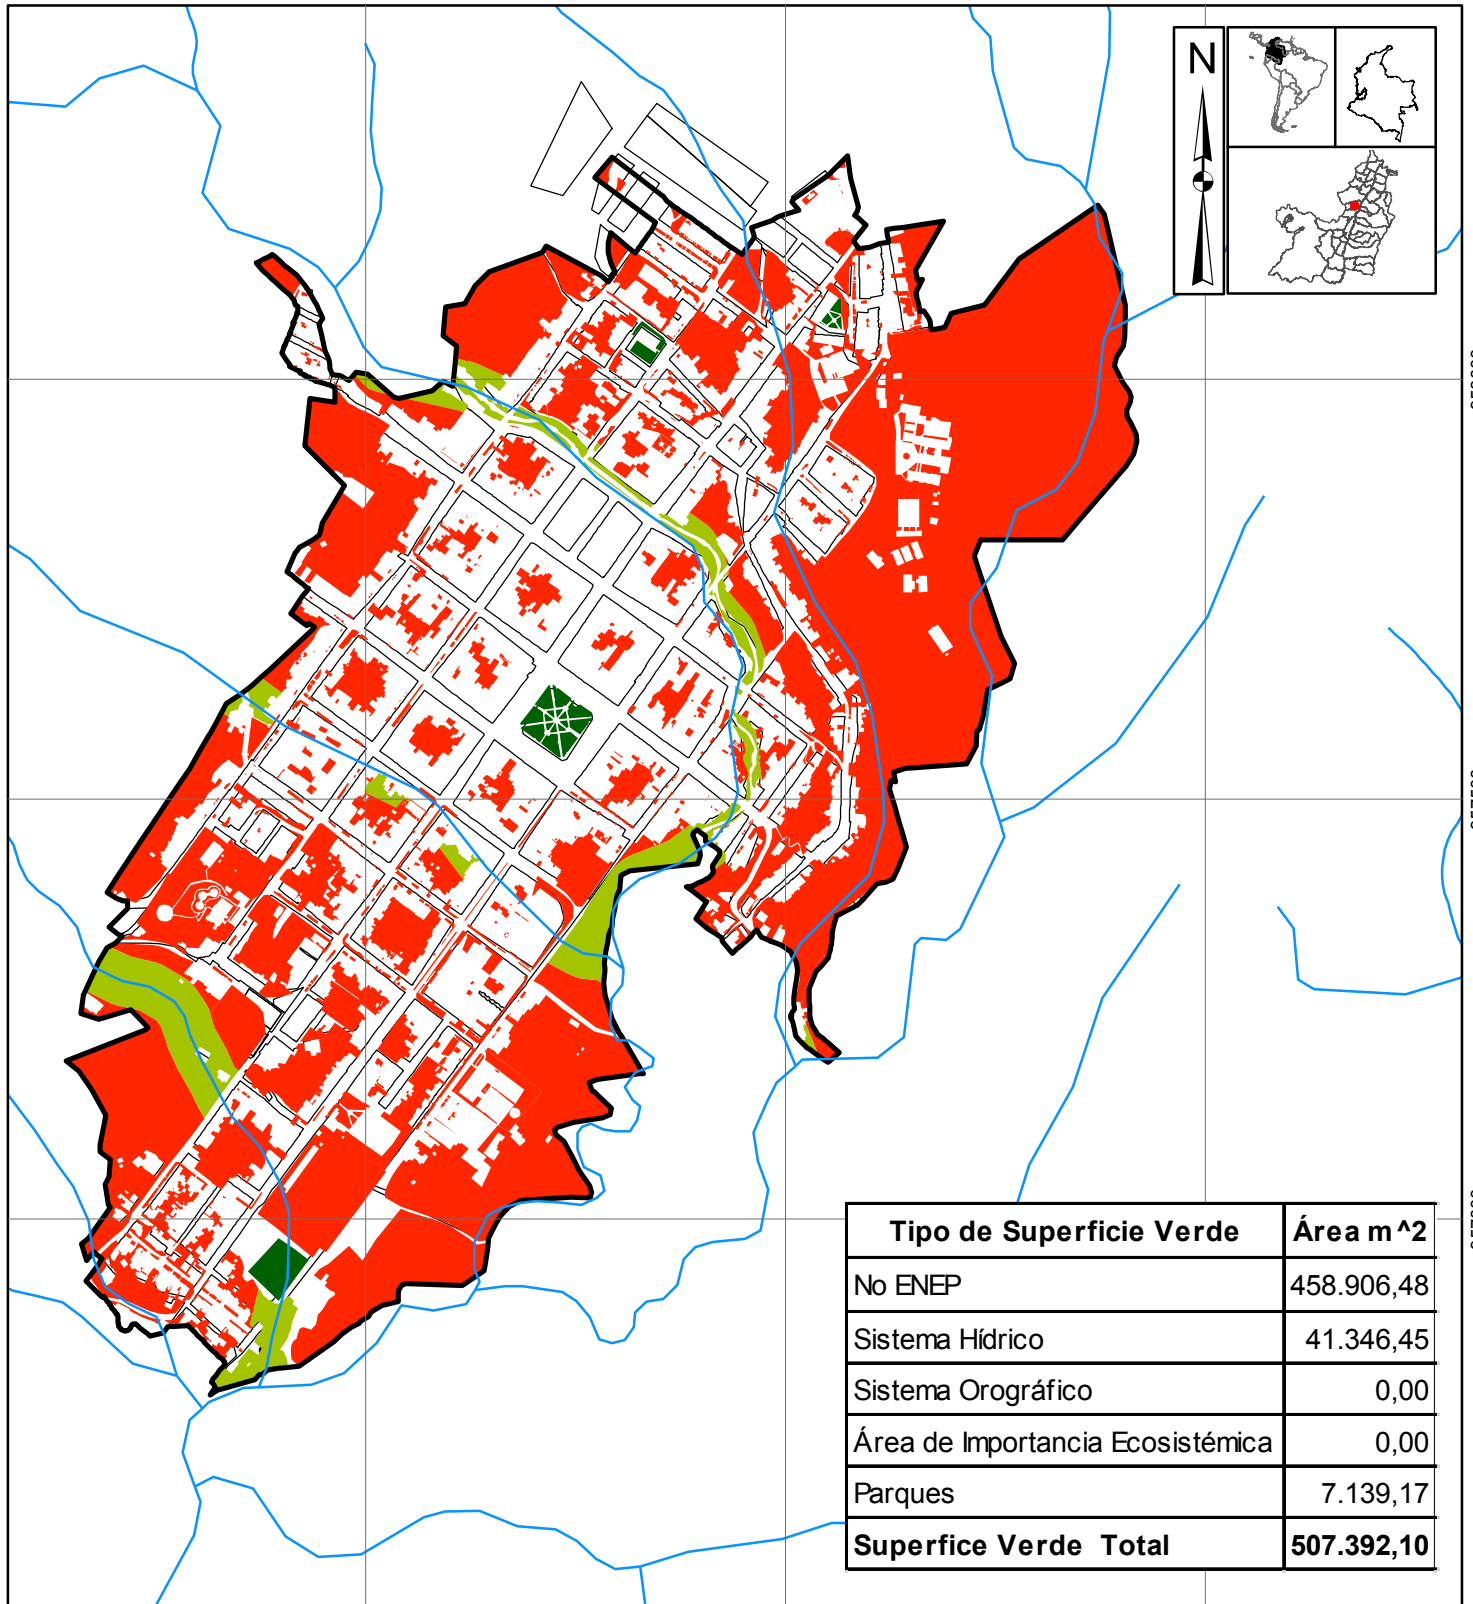 N
Tipo de Superficie Verde Área m^2
No ENEP 458.906,48
Sistema Hídrico 41.346,45
Sistema Orográfico 0,00
Área de Importancia Ecosistémica 0,00
Parques 7.139,17
Superfice Verde Total 507.392,10